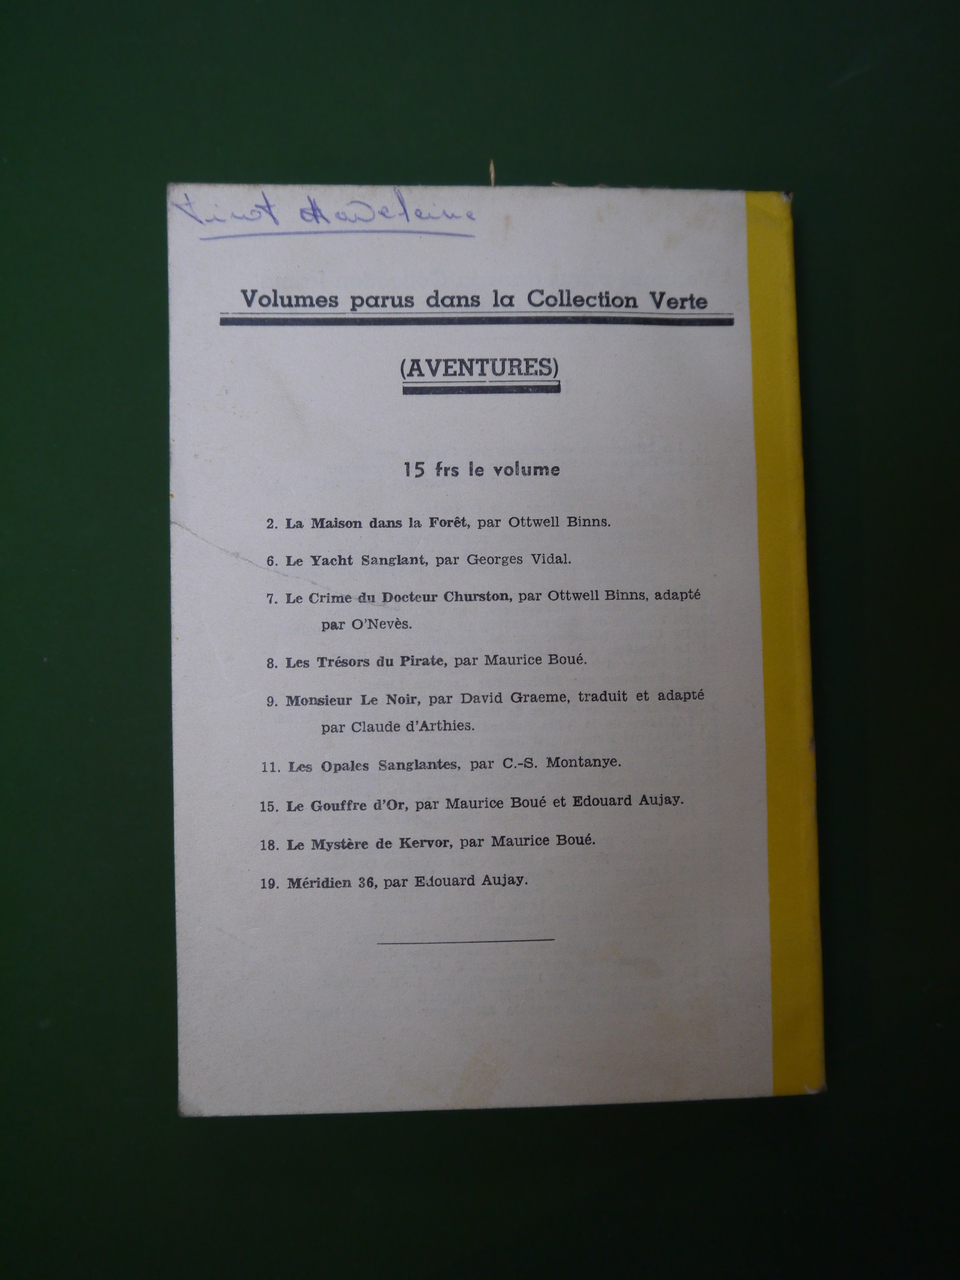 Madeleine
Volumes parus dans la Collection Verte
(AVENTURES)
15 frs le volume
2. La Maison dans la Forêt, par Ottwell Binns.
6. Le Yacht Sanglant, par Georges Vidal.
7. Le Crime du Docteur Churston, par Ottwell Binns, adapté
par O'Nevès.
8. Les Trésors du Pirate, par Maurice Boué.
9. Monsieur Le Noir, par David Graeme, traduit et adapté
par Claude d'Arthies.
11. Les Opales Sanglantes, par C.-S. Montanye.
15. Le Gouffre d'Or, par Maurice Boué et Edouard Aujay.
18. Le Mystère de Kervor, par Maurice Boué.
19. Méridien 36, par Edouard Aujay.